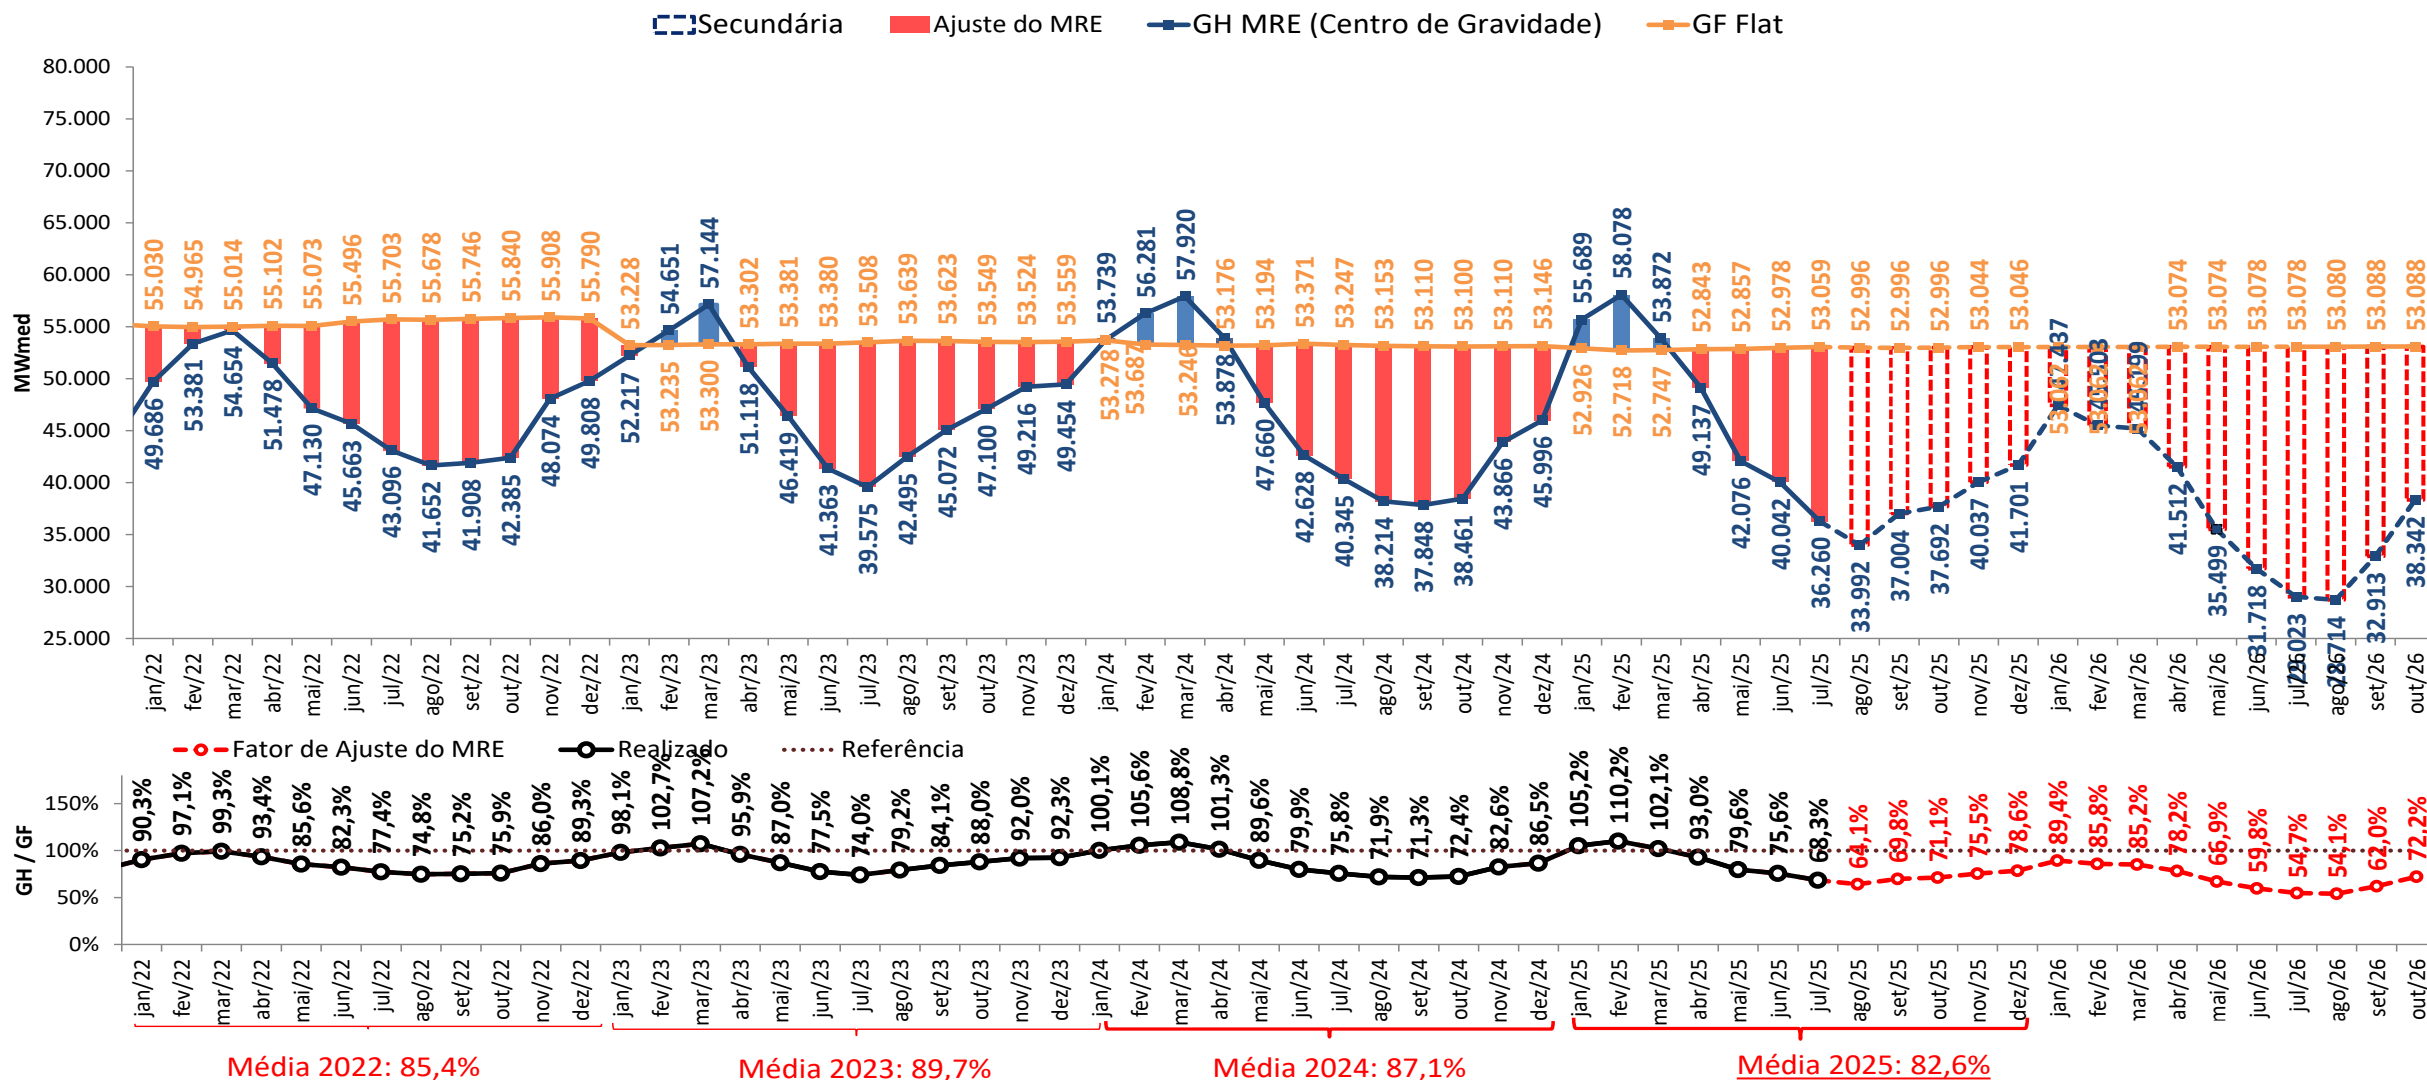 Secundária Ajuste do MRE GH MRE (Centro de Gravidade) GF Flat
80.000
75.000
70.000
65.000
60.000
55.000
50.000
45.000
40.000
35.000
30.000
25.000
MWmed
55.030 54.965 55.014 55.102 55.073 55.496 55.703 55.678 55.746 55.840 55.908 55.790 53.228 53.235 53.300 53.302 53.381 53.380 53.508 53.639 53.623 53.549 53.524 53.559 53.278 53.687 53.246 53.176 53.194 53.371 53.247 53.153 53.110 53.100 53.110 53.146 52.926 52.718 52.747 52.843 52.857 52.978 53.059 52.996 52.996 52.996 53.044 53.046 53.074 53.074 53.078 53.078 53.080 53.088 53.088
49.686 53.381 54.654 51.478 47.130 45.663 43.096 41.652 41.908 42.385 48.074 49.808 52.217 54.651 57.144 51.118 46.419 41.363 39.575 42.495 45.072 47.100 49.216 49.454 53.739 56.281 57.920 53.878 47.660 42.628 40.345 38.214 37.848 38.461 43.866 45.996 55.689 58.078 53.872 49.137 42.076 40.042 36.260 33.992 37.004 37.692 40.037 41.701 47.437 41.512 35.499 31.718 29.023 28.714 32.913 38.342
jan/22 fev/22 mar/22 abr/22 mai/22 jun/22 jul/22 ago/22 set/22 out/22 nov/22 dez/22 jan/23 fev/23 mar/23 abr/23 mai/23 jun/23 jul/23 ago/23 set/23 out/23 nov/23 dez/23 jan/24 fev/24 mar/24 abr/24 mai/24 jun/24 jul/24 ago/24 set/24 out/24 nov/24 dez/24 jan/25 fev/25 mar/25 abr/25 mai/25 jun/25 jul/25 ago/25 set/25 out/25 nov/25 dez/25 jan/26 fev/26 mar/26 abr/26 mai/26 jun/26 jul/26 ago/26 set/26 out/26
Fator de Ajuste do MRE Realizado Referência
150%
100%
50%
0%
GH / GF
90,3% 97,1% 99,3% 93,4% 85,6% 82,3% 77,4% 74,8% 75,2% 75,9% 86,0% 89,3% 98,1% 102,7% 107,2% 95,9% 87,0% 77,5% 74,0% 79,2% 84,1% 88,0% 92,0% 92,3% 100,1% 105,6% 108,8% 101,3% 89,6% 79,9% 75,8% 71,9% 71,3% 72,4% 82,6% 86,5% 105,2% 110,2% 102,1% 93,0% 79,6% 75,6% 68,3% 64,1% 69,8% 71,1% 75,5% 78,6% 89,4% 85,8% 85,2% 78,2% 66,9% 59,8% 54,7% 54,1% 62,0% 72,2%
jan/22 fev/22 mar/22 abr/22 mai/22 jun/22 jul/22 ago/22 set/22 out/22 nov/22 dez/22 jan/23 fev/23 mar/23 abr/23 mai/23 jun/23 jul/23 ago/23 set/23 out/23 nov/23 dez/23 jan/24 fev/24 mar/24 abr/24 mai/24 jun/24 jul/24 ago/24 set/24 out/24 nov/24 dez/24 jan/25 fev/25 mar/25 abr/25 mai/25 jun/25 jul/25 ago/25 set/25 out/25 nov/25 dez/25 jan/26 fev/26 mar/26 abr/26 mai/26 jun/26 jul/26 ago/26 set/26 out/26
Média 2022: 85,4% Média 2023: 89,7% Média 2024: 87,1% Média 2025: 82,6%